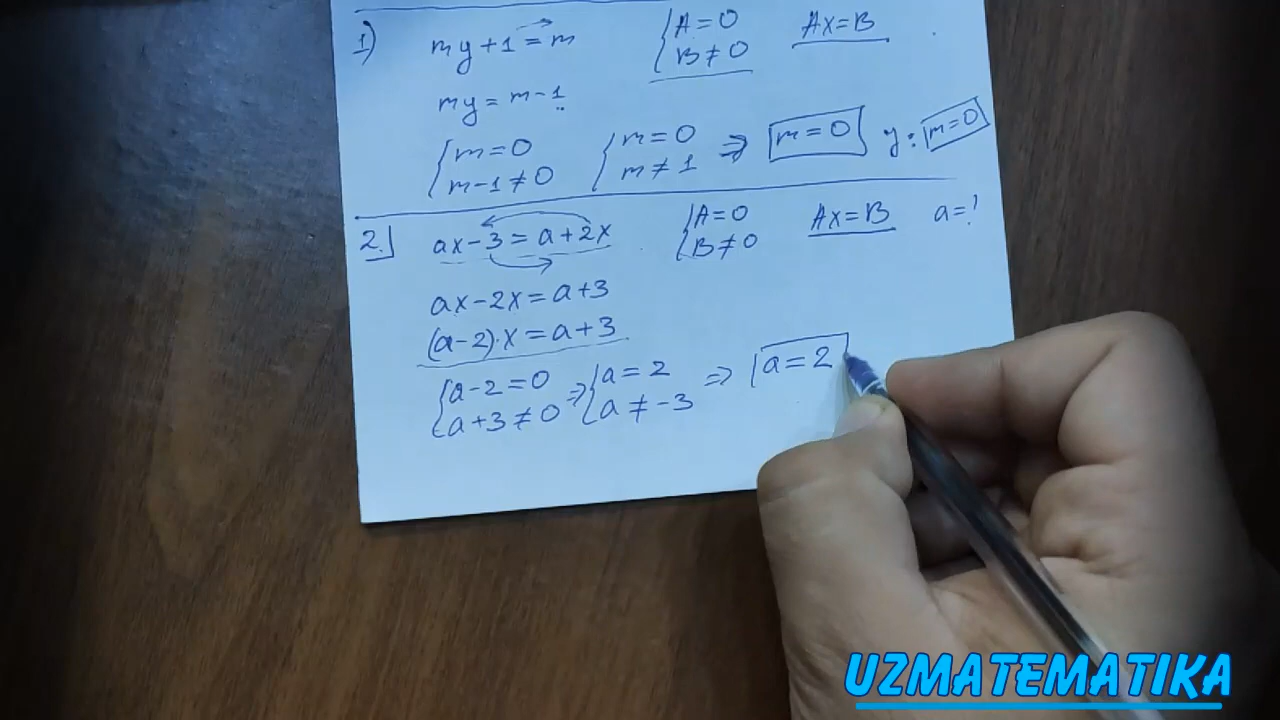 1) my + 1 = m { A = 0 B ≠ 0 Ax = B
my = m - 1
{ m = 0 m - 1 ≠ 0 { m = 0 m ≠ 1 ⇒ m = 0 y: m = 0
2. ax - 3 = a + 2x { A = 0 B ≠ 0 Ax = B a = ?
ax - 2x = a + 3
(a - 2)·x = a + 3
{ a - 2 = 0 a + 3 ≠ 0 ⇒ { a = 2 a ≠ -3 ⇒ a = 2
UZMATEMATIKA